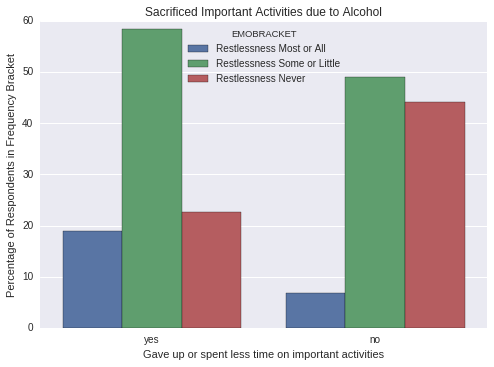 Sacrificed Important Activities due to Alcohol
EMOBRACKET
Restlessness Most or All
Restlessness Some or Little
Restlessness Never
Percentage of Respondents in Frequency Bracket
60
50
40
30
20
10
0
yes
no
Gave up or spent less time on important activities